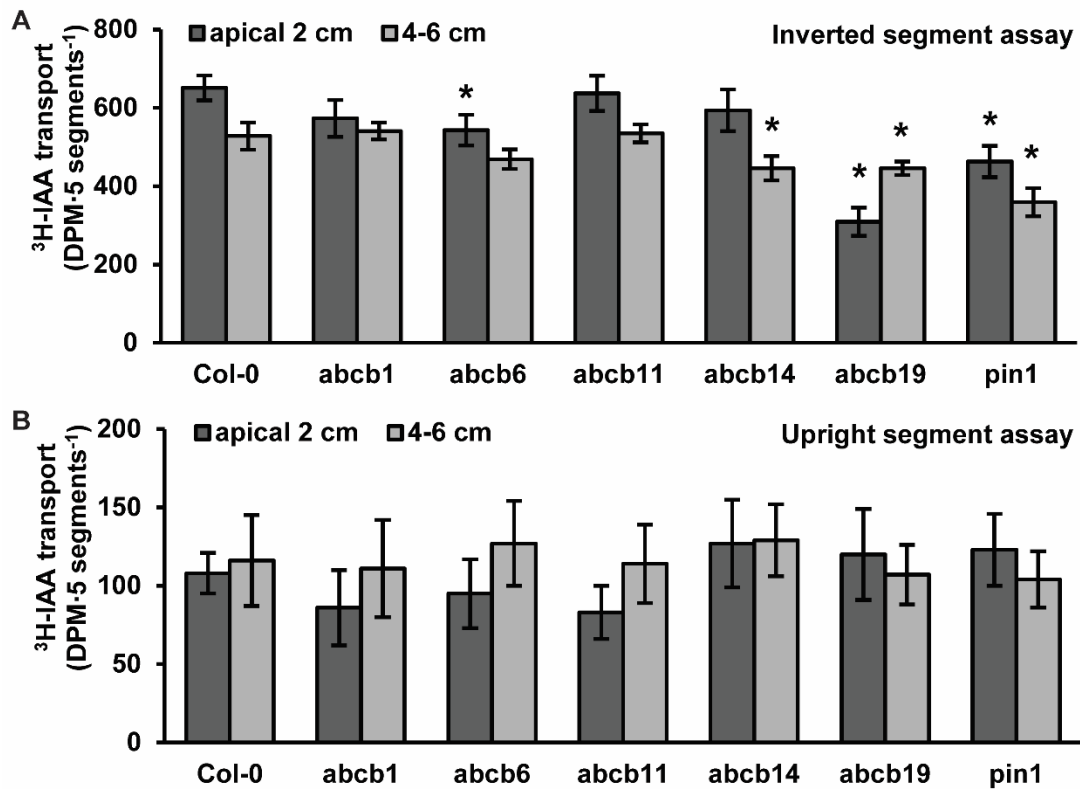 A
apical 2 cm 4-6 cm
Inverted segment assay
³H-IAA transport
(DPM·5 segments⁻¹)
800
600
400
200
0
*
*
*
*
*
*
Col-0 abcb1 abcb6 abcb11 abcb14 abcb19 pin1
B
apical 2 cm 4-6 cm
Upright segment assay
³H-IAA transport
(DPM·5 segments⁻¹)
200
150
100
50
0
Col-0 abcb1 abcb6 abcb11 abcb14 abcb19 pin1